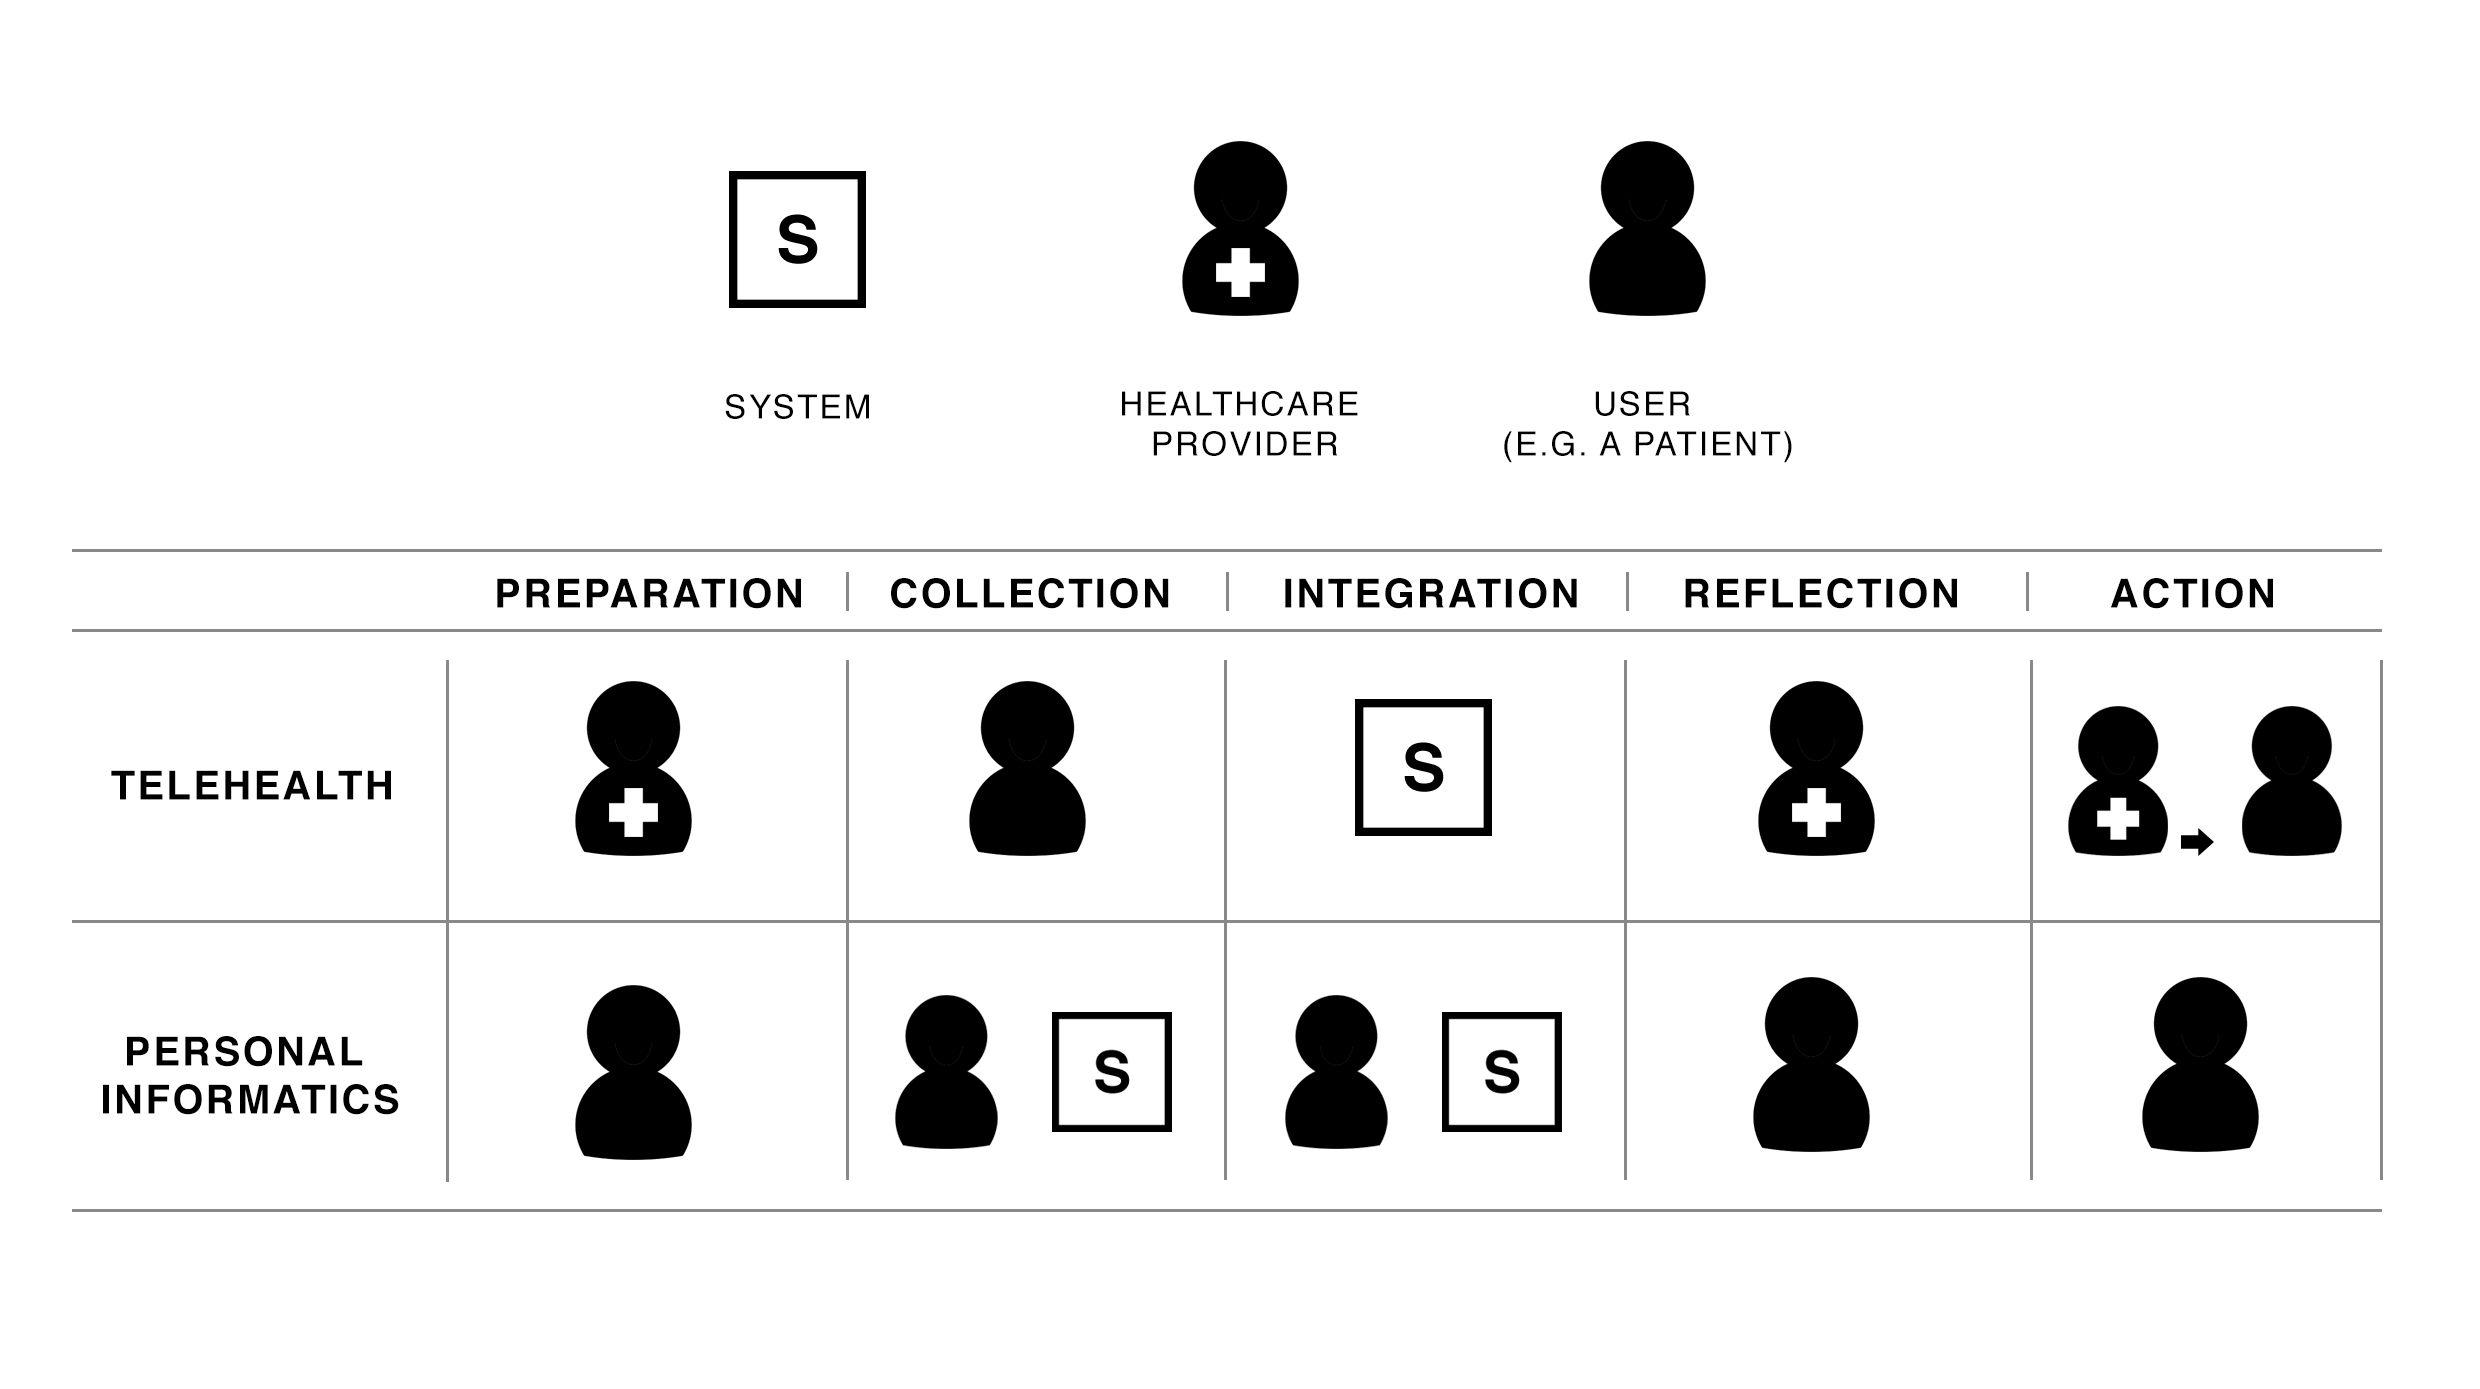 S
SYSTEM
HEALTHCARE
PROVIDER
USER
(E.G. A PATIENT)
PREPARATION
COLLECTION
INTEGRATION
REFLECTION
ACTION
TELEHEALTH
S
PERSONAL
INFORMATICS
S
S